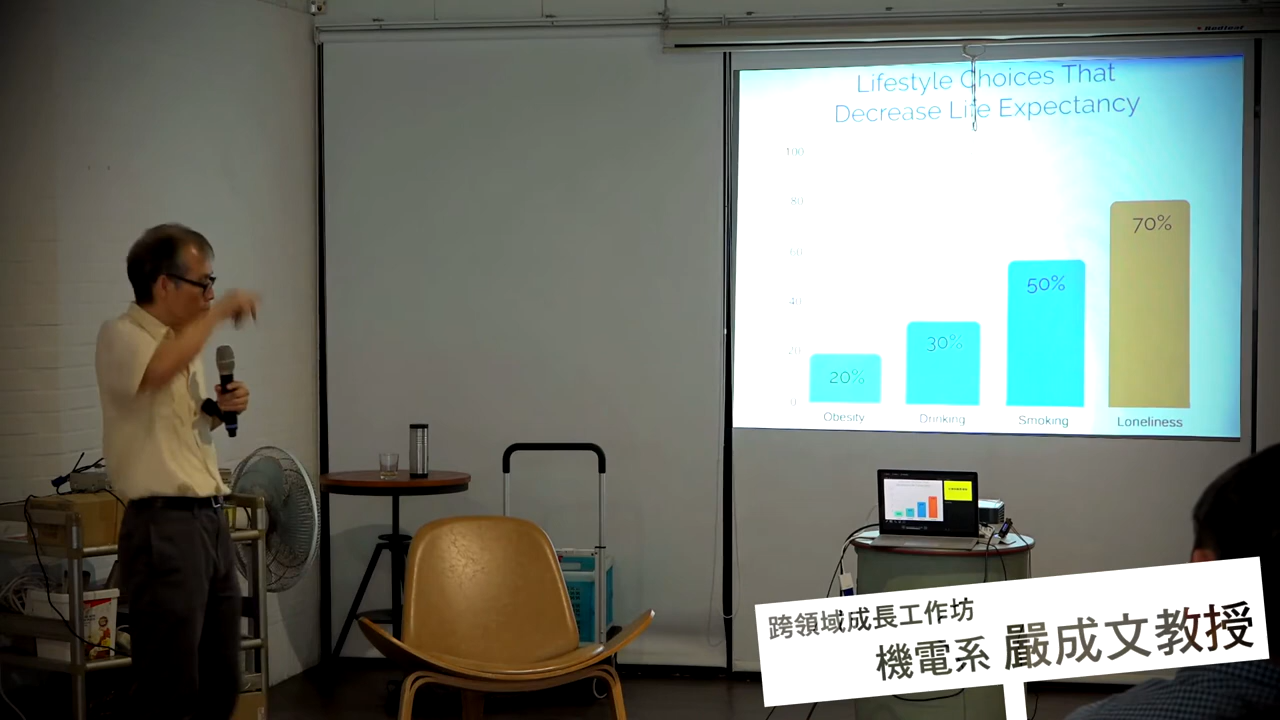 Lifestyle Choices That
Decrease Life Expectancy
100
80
60
40
20
0
20%
30%
50%
70%
Obesity
Drinking
Smoking
Loneliness
跨領域成長工作坊
機電系 嚴成文教授